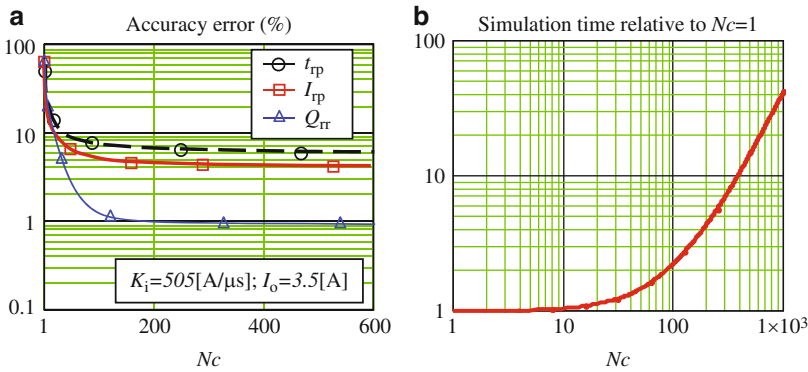 a
Accuracy error (%)
100
10
1
0.1
t_rp
I_rp
Q_rr
K_i=505[A/μs]; I_o=3.5[A]
1 200 400 600
Nc
b
Simulation time relative to Nc=1
100
10
1
1 10 100 1×10³
Nc